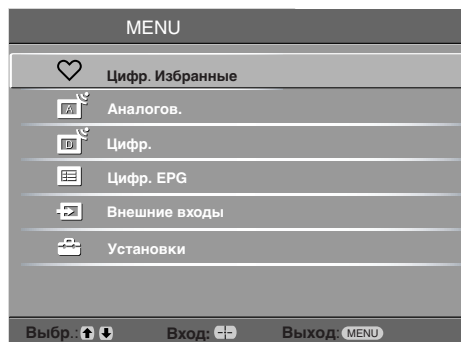 MENU
Цифр. Избранные
Аналогов.
Цифр.
Цифр. EPG
Внешние входы
Установки
Выбр.: Вход: Выход: MENU